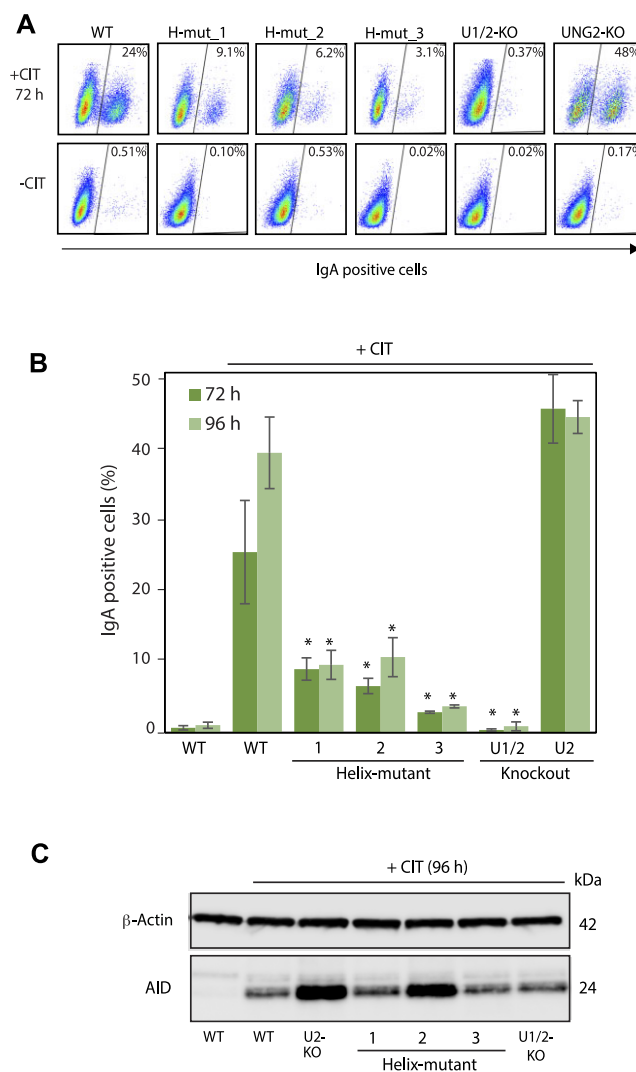 A
WT H-mut_1 H-mut_2 H-mut_3 U1/2-KO UNG2-KO
+CIT
72 h
24% 9.1% 6.2% 3.1% 0.37% 48%
-CIT
0.51% 0.10% 0.53% 0.02% 0.02% 0.17%
IgA positive cells
B
+ CIT
IgA positive cells (%)
50
40
30
20
10
0
72 h
96 h
* * * * * * * *
WT WT 1 2 3 U1/2 U2
Helix-mutant Knockout
C
+ CIT (96 h)
kDa
β-Actin 42
AID 24
WT WT U2-KO 1 2 3 U1/2-KO
Helix-mutant